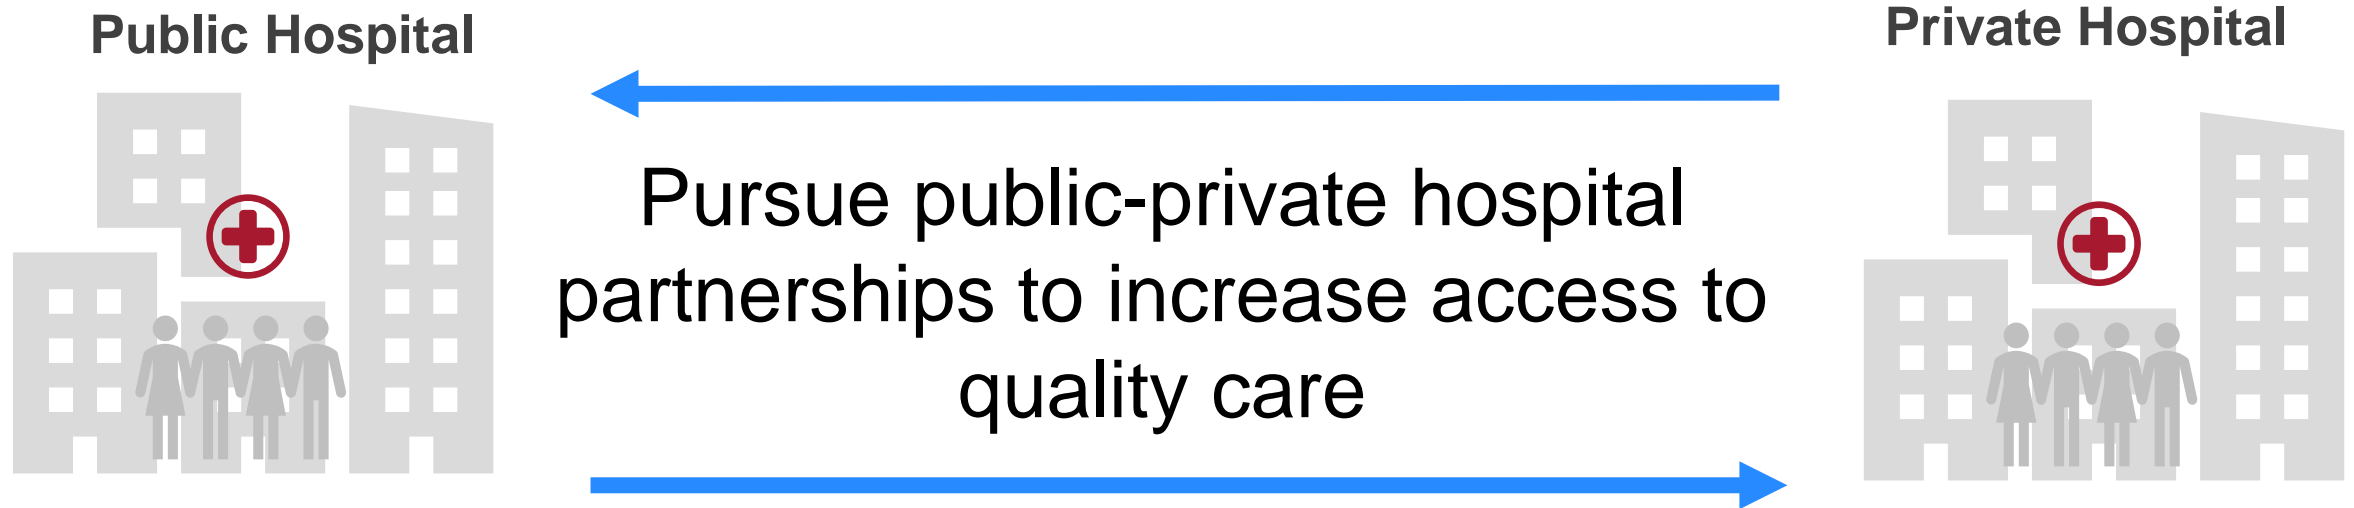 Public Hospital
Private Hospital
Pursue public-private hospital
partnerships to increase access to
quality care